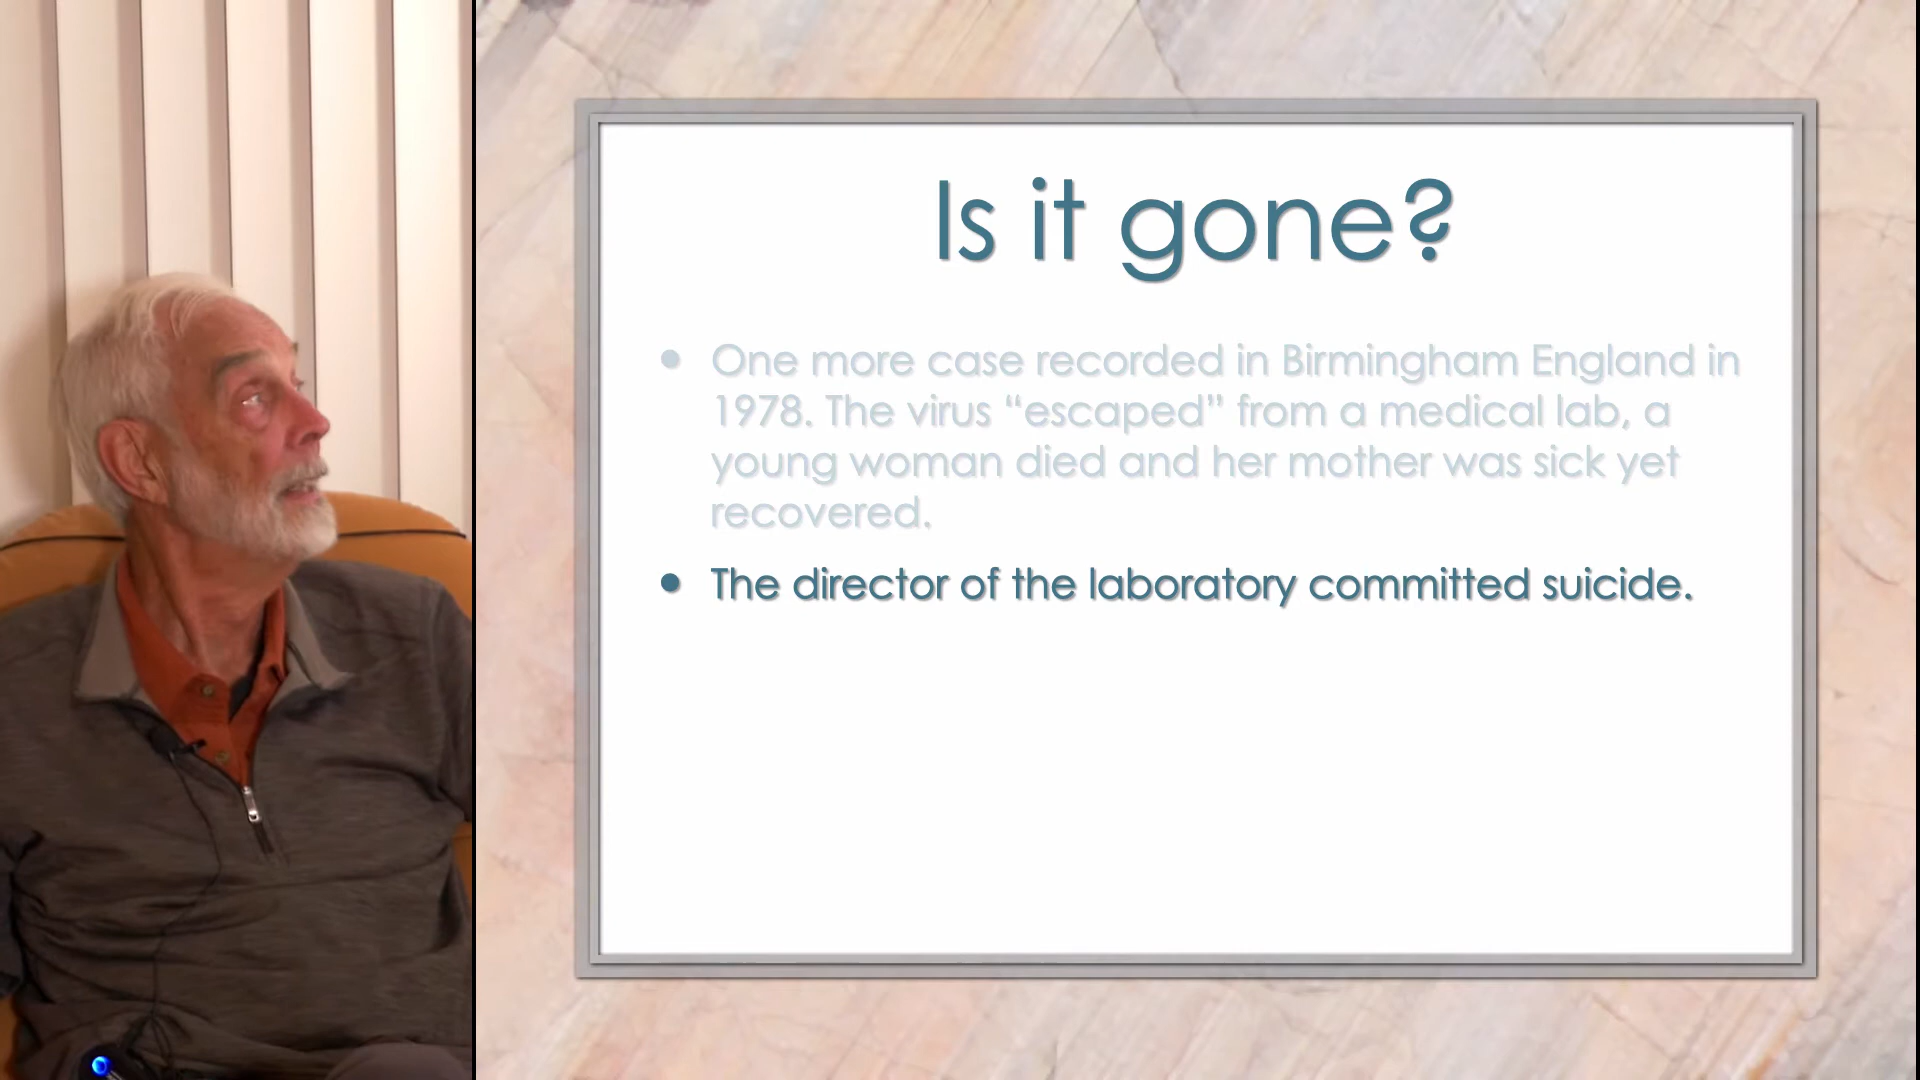 Is it gone?
• One more case recorded in Birmingham England in
1978. The virus “escaped” from a medical lab, a
young woman died and her mother was sick yet
recovered.
• The director of the laboratory committed suicide.